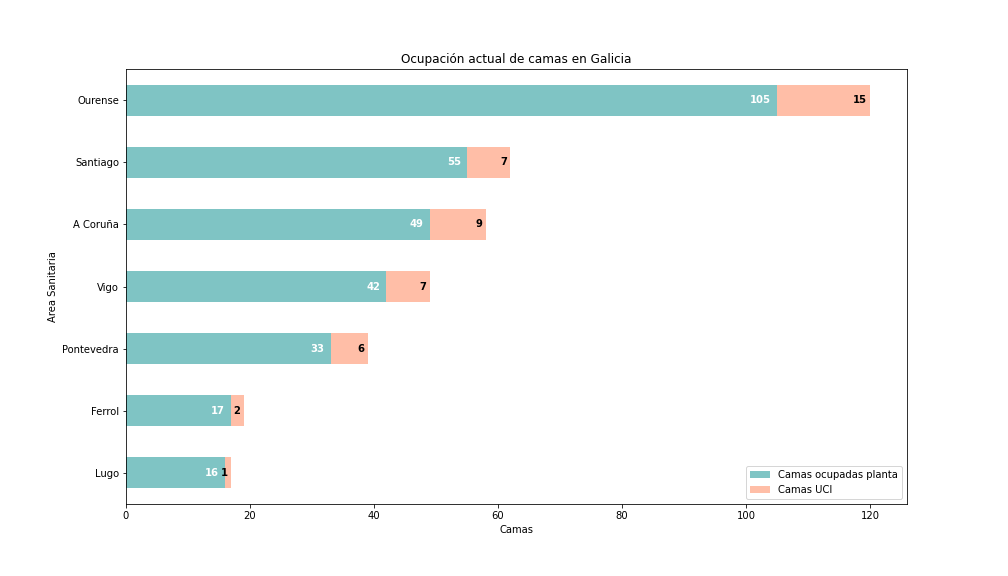 Ocupación actual de camas en Galicia
Area Sanitaria
Ourense 105 15
Santiago 55 7
A Coruña 49 9
Vigo 42 7
Pontevedra 33 6
Ferrol 17 2
Lugo 16 1
Camas ocupadas planta
Camas UCI
0 20 40 60 80 100 120
Camas